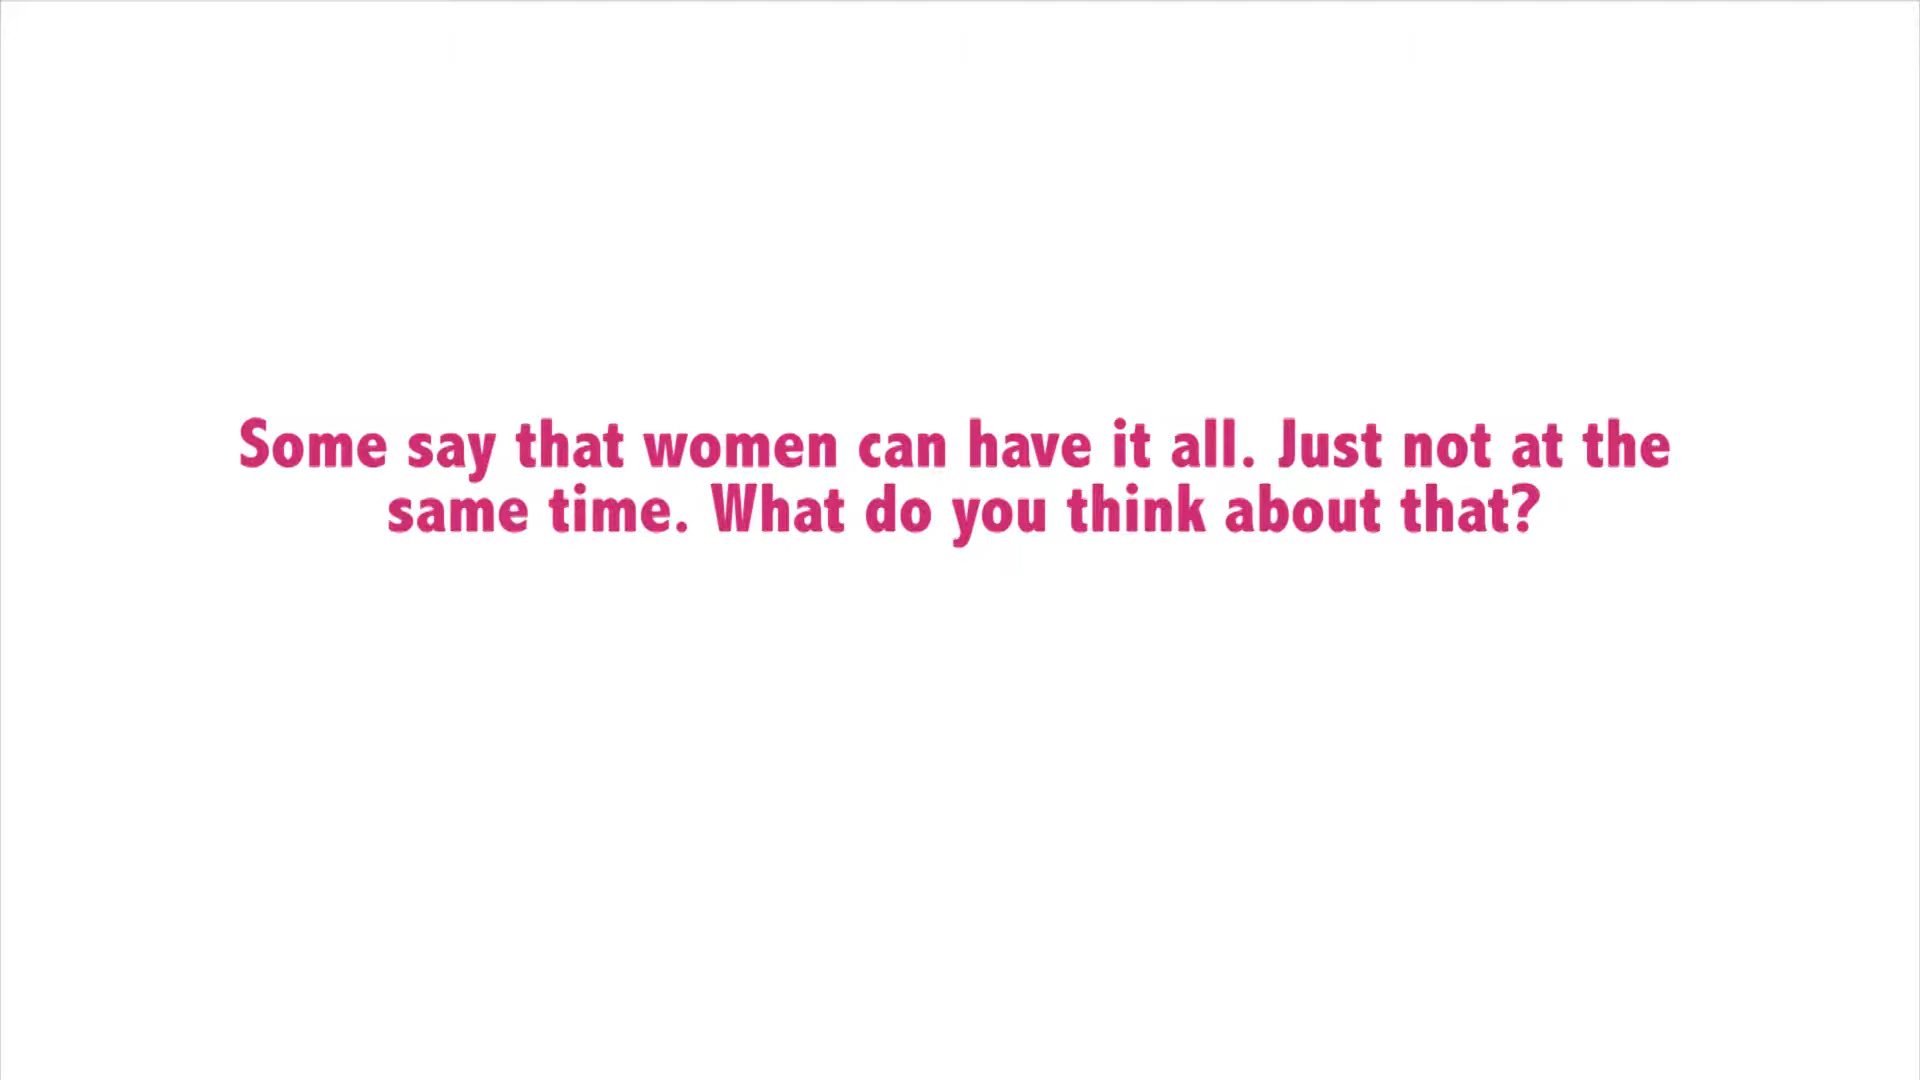 Some say that women can have it all. Just not at the
same time. What do you think about that?